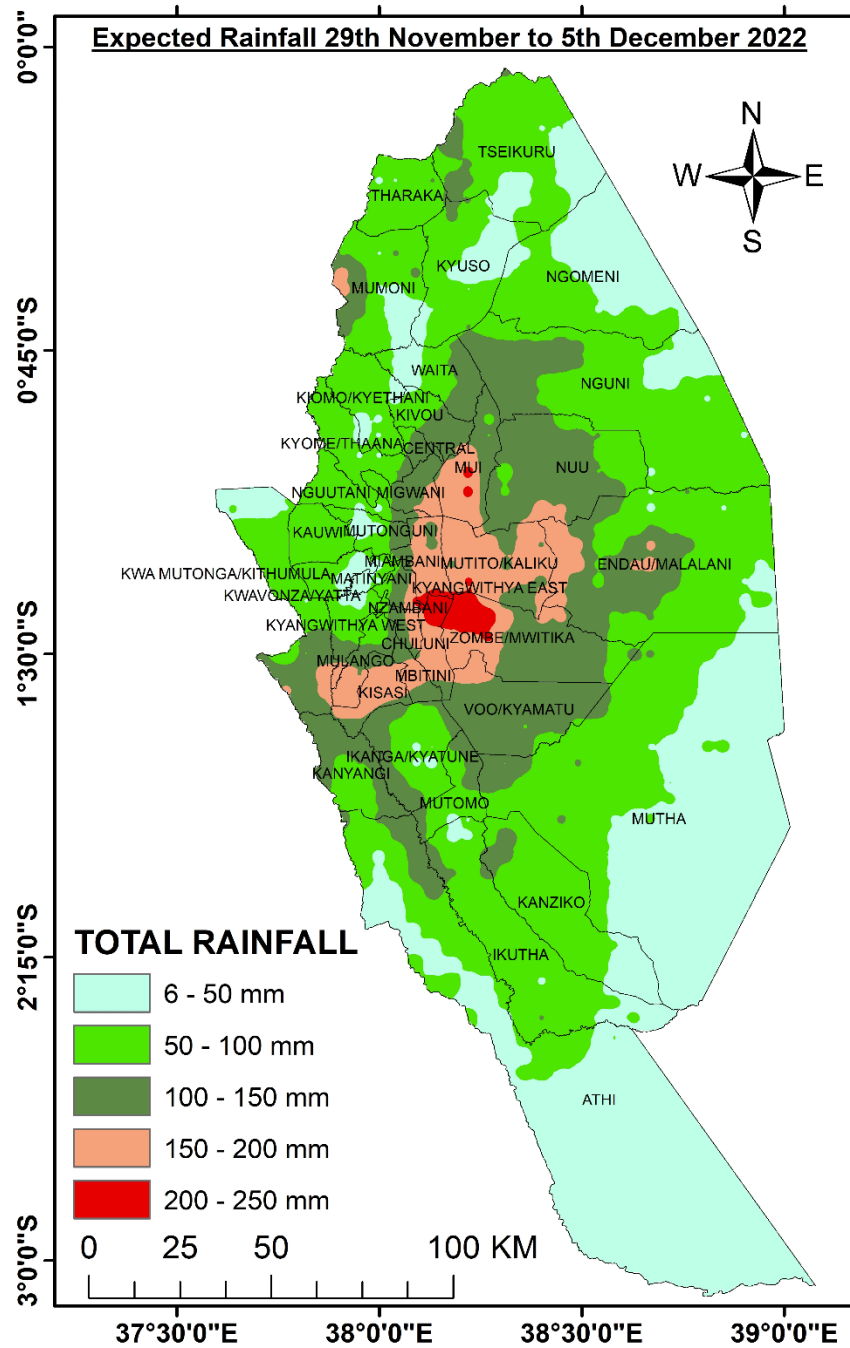 Expected Rainfall 29th November to 5th December 2022
0°0'0"
0°45'0"S
1°30'0"S
2°15'0"S
3°0'0"S
N
W
E
S
TSEIKURU
THARAKA
KYUSO
NGOMENI
MUMONI
WAITA
NGUNI
KIOMO/KYETHANI
KIVOU
KYOME/THAANA
CENTRAL
MUI
NUU
NGUUTANI
MIGWANI
KAUWI
MUTONGUNI
MIAMBANI
MUTITO/KALIKU
ENDAU/MALALANI
KWA MUTONGA/KITHUMULA
MATINYANI
KYANGWITHYA EAST
KWAVONZA/YATTA
NZAMBANI
KYANGWITHYA WEST
CHULUNI
ZOMBE/MWITIKA
MULANGO
MBITINI
KISASI
VOO/KYAMATU
IKANGA/KYATUNE
KANYANGI
MUTOMO
MUTHA
KANZIKO
IKUTHA
ATHI
TOTAL RAINFALL
6 - 50 mm
50 - 100 mm
100 - 150 mm
150 - 200 mm
200 - 250 mm
0 25 50 100 KM
37°30'0"E 38°0'0"E 38°30'0"E 39°0'0"E